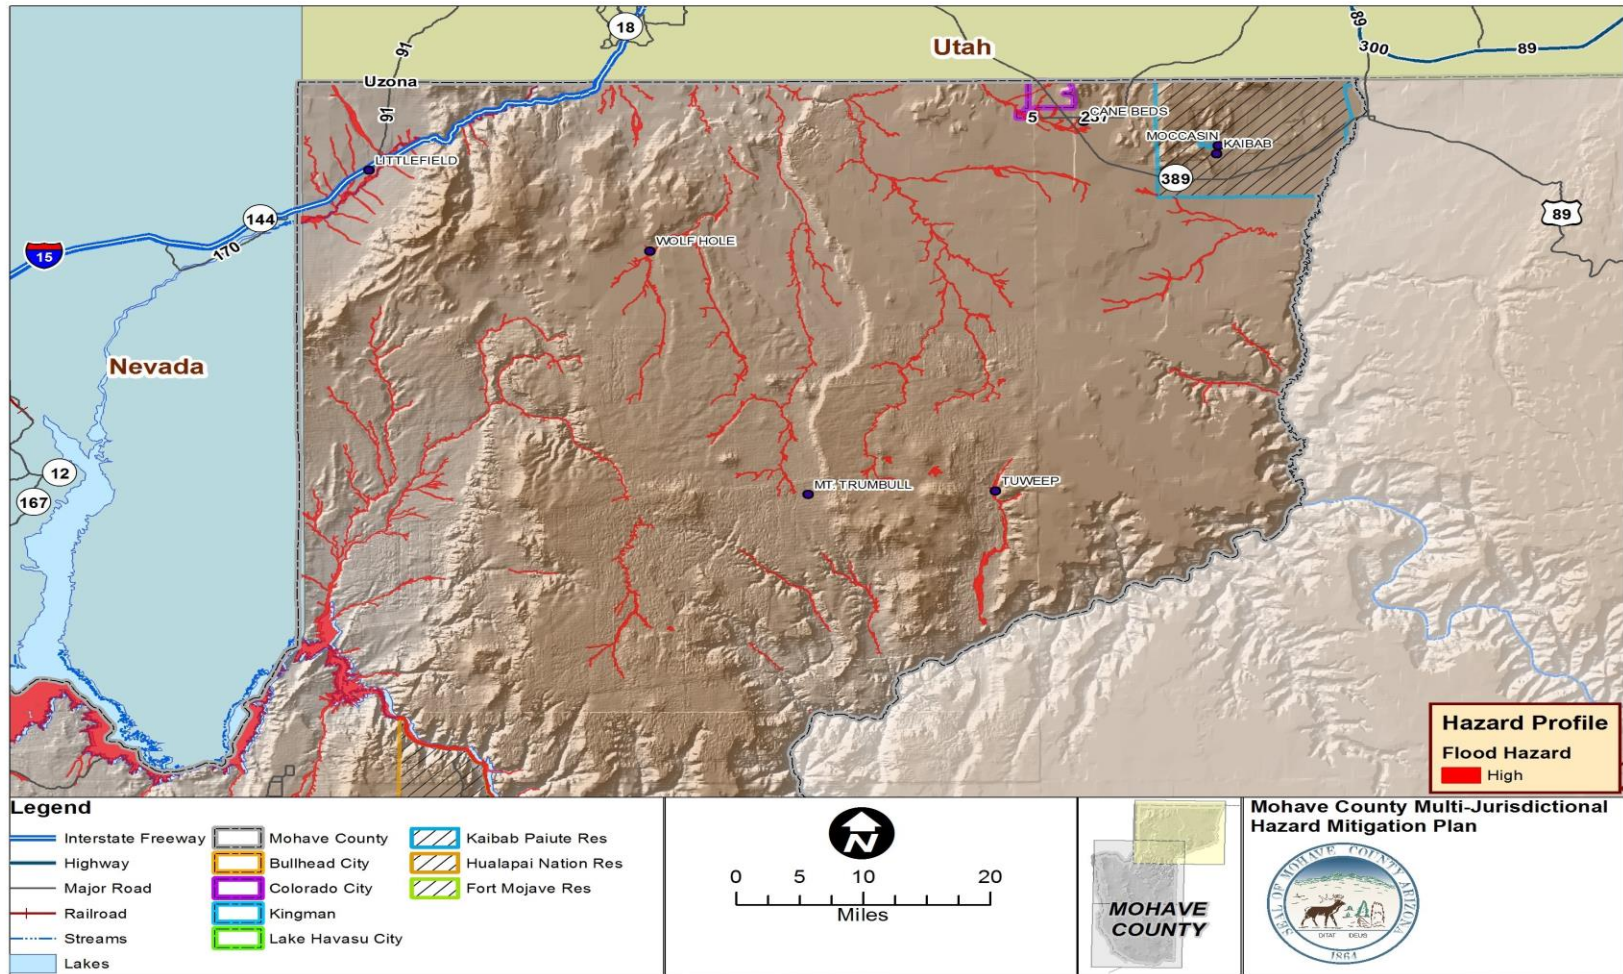 18
89
91
Utah
300
89
Uzona
91
5
237
CANE BEDS
MOCCASIN
KAIBAB
LITTLEFIELD
389
144
89
170
15
WOLF HOLE
Nevada
12
167
MT. TRUMBULL
TUWEEP
Hazard Profile
Flood Hazard
High
Legend
Interstate Freeway
Highway
Major Road
Railroad
Streams
Lakes
Mohave County
Bullhead City
Colorado City
Kingman
Lake Havasu City
Kaibab Paiute Res
Hualapai Nation Res
Fort Mojave Res
N
0 5 10 20
Miles
MOHAVE
COUNTY
Mohave County Multi-Jurisdictional
Hazard Mitigation Plan
SEAL OF MOHAVE COUNTY ARIZONA
DITAT DEUS
1864